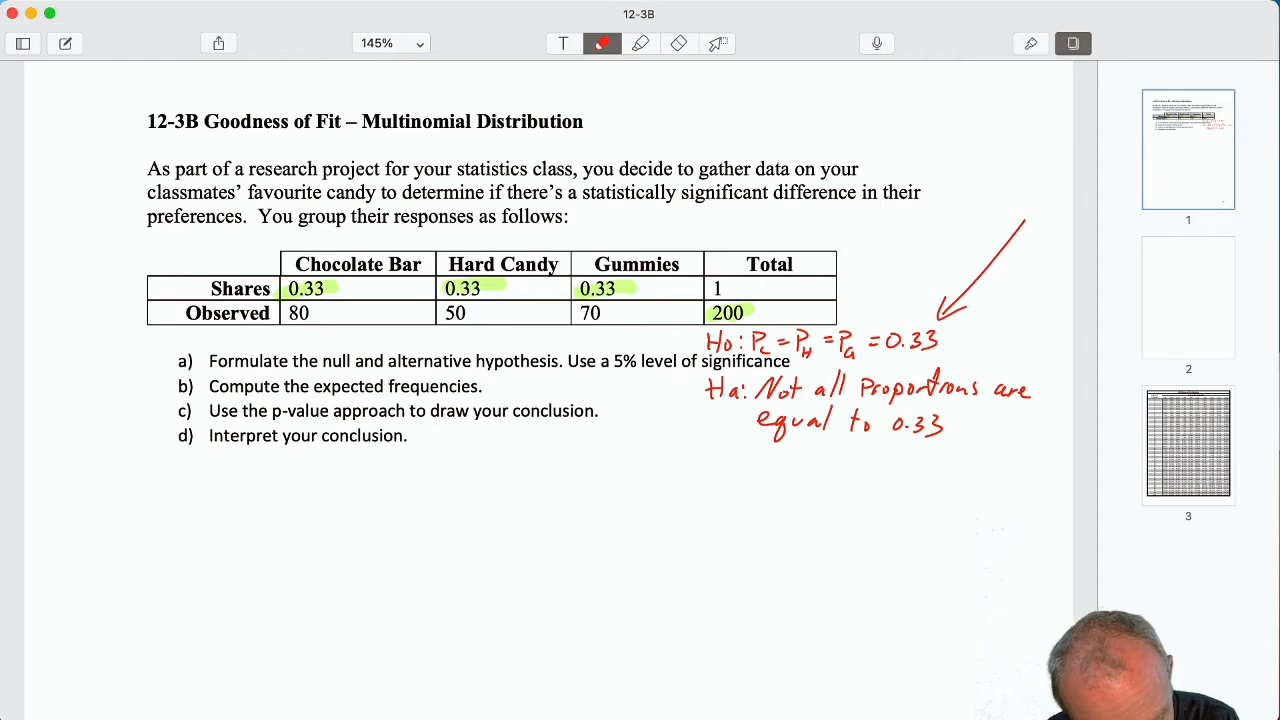 12-3B
145%
T
12-3B Goodness of Fit – Multinomial Distribution
As part of a research project for your statistics class, you decide to gather data on your
classmates' favourite candy to determine if there's a statistically significant difference in their
preferences. You group their responses as follows:
Chocolate Bar Hard Candy Gummies Total
Shares 0.33 0.33 0.33 1
Observed 80 50 70 200
H0: PC = PH = PG = 0.33
a) Formulate the null and alternative hypothesis. Use a 5% level of significance
Ha: Not all proportions are
b) Compute the expected frequencies.
c) Use the p-value approach to draw your conclusion.
equal to 0.33
d) Interpret your conclusion.
1
2
3